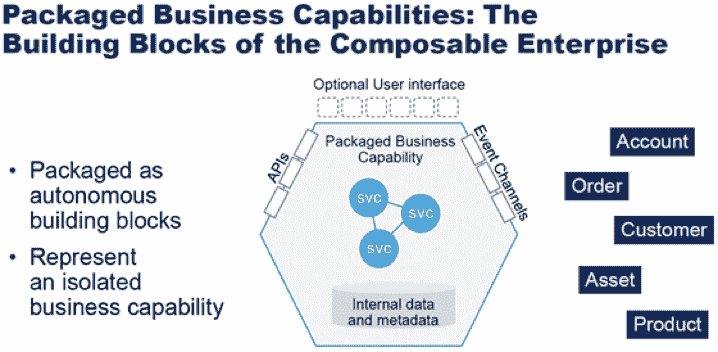 Packaged Business Capabilities: The
Building Blocks of the Composable Enterprise
• Packaged as
autonomous
building blocks
• Represent
an isolated
business capability
Optional User interface
APIs
Packaged Business
Capability
Event Channels
SVC
SVC
SVC
Internal data
and metadata
Account
Order
Customer
Asset
Product